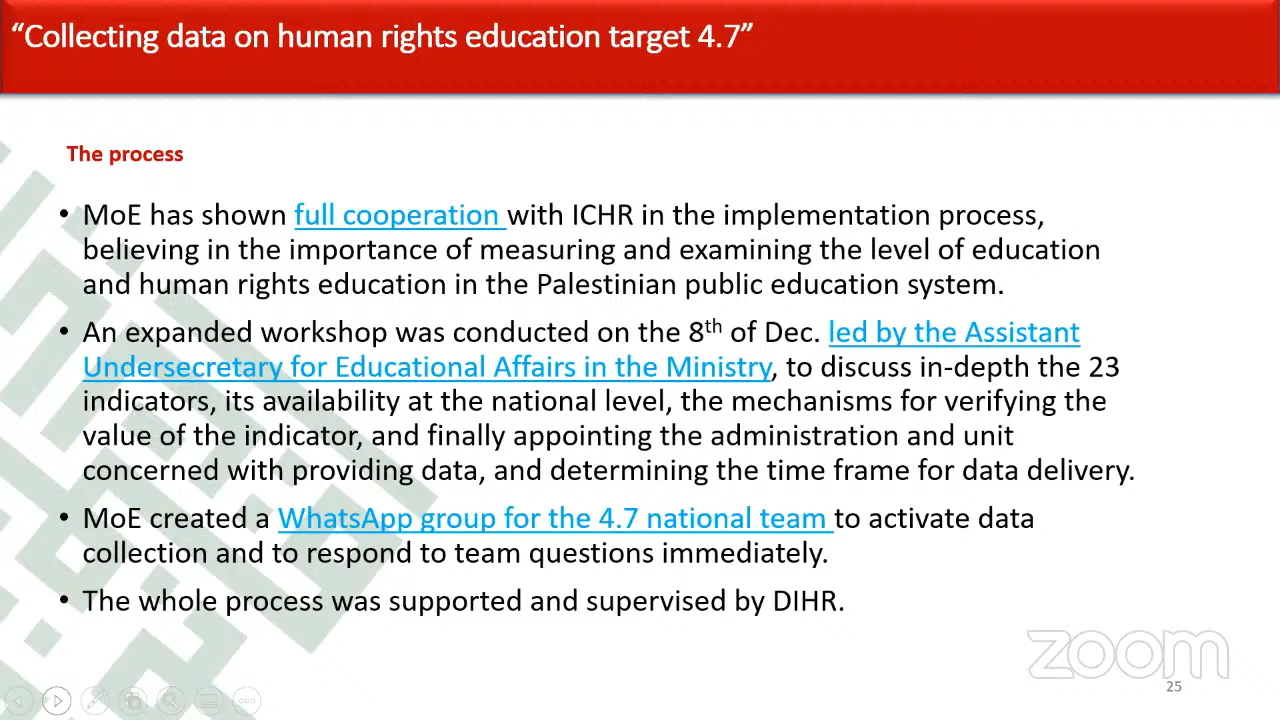 “Collecting data on human rights education target 4.7”
The process
• MoE has shown full cooperation with ICHR in the implementation process,
believing in the importance of measuring and examining the level of education
and human rights education in the Palestinian public education system.
• An expanded workshop was conducted on the 8th of Dec. led by the Assistant
Undersecretary for Educational Affairs in the Ministry, to discuss in-depth the 23
indicators, its availability at the national level, the mechanisms for verifying the
value of the indicator, and finally appointing the administration and unit
concerned with providing data, and determining the time frame for data delivery.
• MoE created a WhatsApp group for the 4.7 national team to activate data
collection and to respond to team questions immediately.
• The whole process was supported and supervised by DIHR.
zoom
25